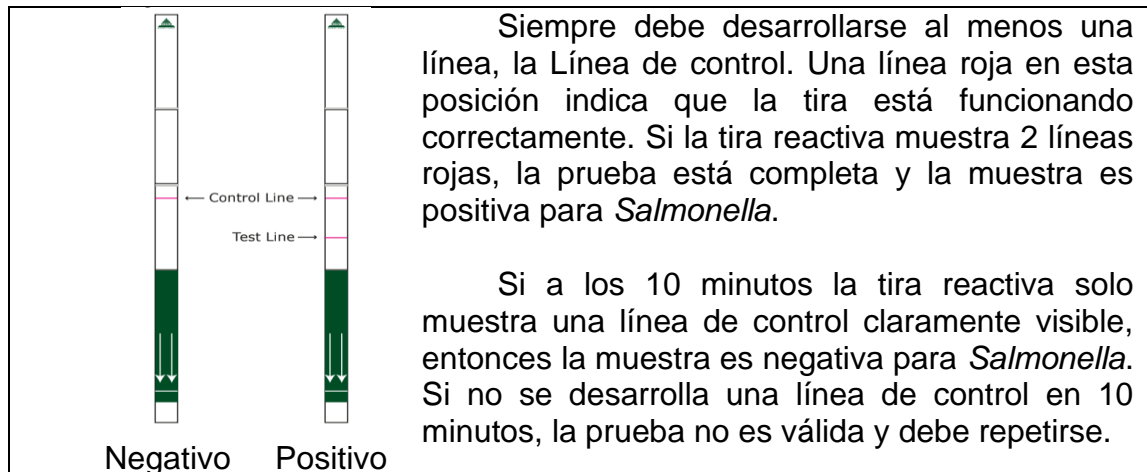 Siempre debe desarrollarse al menos una
línea, la Línea de control. Una línea roja en esta
posición indica que la tira está funcionando
correctamente. Si la tira reactiva muestra 2 líneas
rojas, la prueba está completa y la muestra es
positiva para Salmonella.
Si a los 10 minutos la tira reactiva solo
muestra una línea de control claramente visible,
entonces la muestra es negativa para Salmonella.
Si no se desarrolla una línea de control en 10
minutos, la prueba no es válida y debe repetirse.
Control Line
Test Line
Negativo Positivo